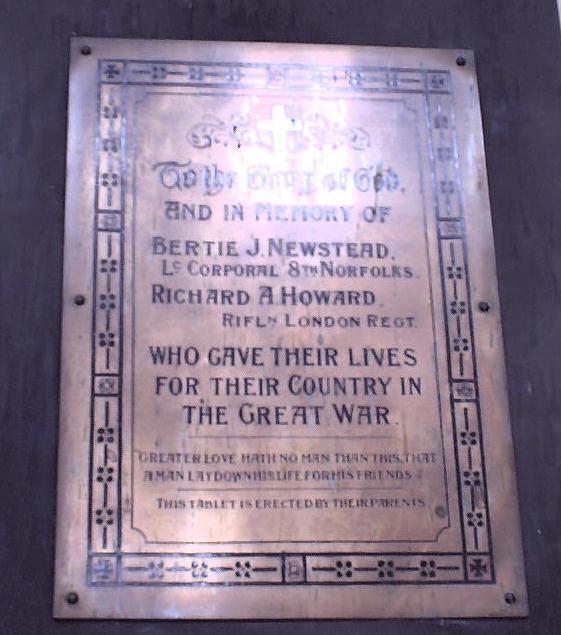 To the Glory of God,
AND IN MEMORY OF
BERTIE J. NEWSTEAD.
LCE CORPORAL 8TH NORFOLKS.
RICHARD A. HOWARD.
RIFLN LONDON REGT.
WHO GAVE THEIR LIVES
FOR THEIR COUNTRY IN
THE GREAT WAR.
GREATER LOVE HATH NO MAN THAN THIS, THAT
A MAN LAY DOWN HIS LIFE FOR HIS FRIENDS
THIS TABLET IS ERECTED BY THEIR PARENTS.